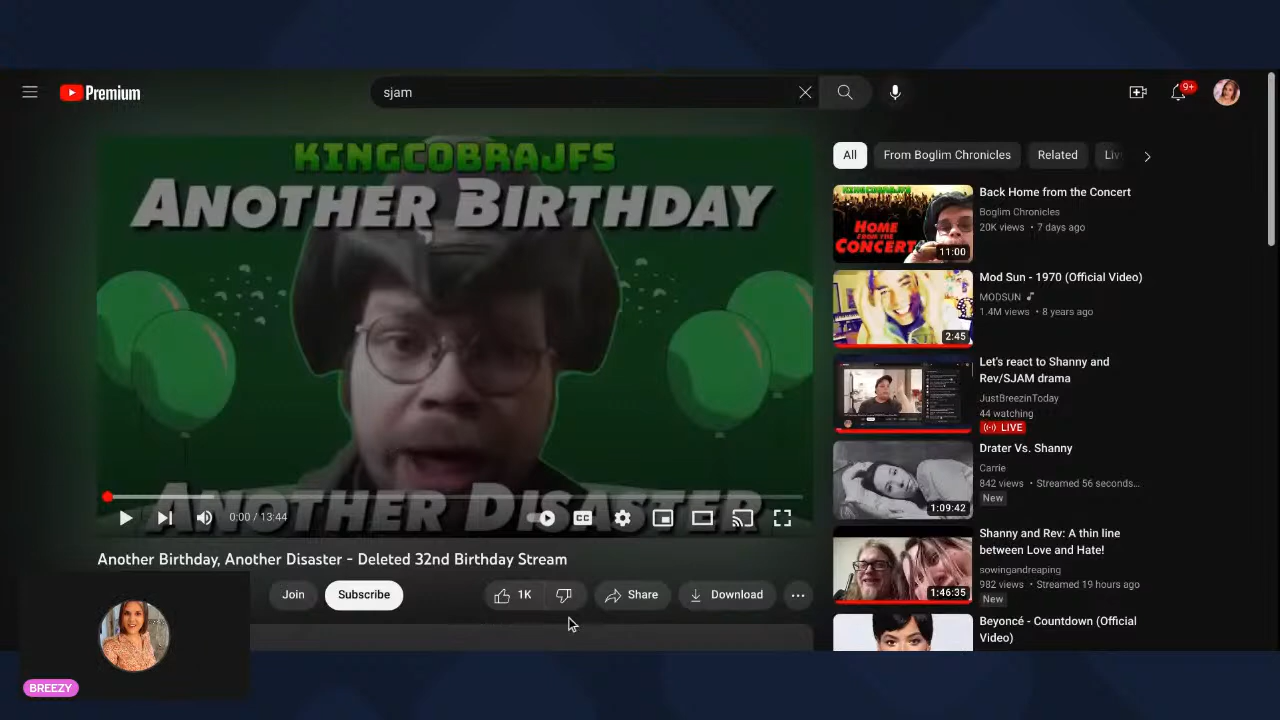 Premium
sjam
9+
KINGCOBRAJFS
ANOTHER BIRTHDAY
ANOTHER DISASTER
0:00 / 13:44
CC
Another Birthday, Another Disaster - Deleted 32nd Birthday Stream
Join
Subscribe
1K
Share
Download
BREEZY
All
From Boglim Chronicles
Related
Liv
KINGCOBRAJFS
HOME
FROM THE
CONCERT
11:00
Back Home from the Concert
Boglim Chronicles
20K views • 7 days ago
2:45
Mod Sun - 1970 (Official Video)
MODSUN
1.4M views • 8 years ago
Let's react to Shanny and
Rev/SJAM drama
JustBreezinToday
44 watching
LIVE
1:09:42
Drater Vs. Shanny
Carrie
842 views • Streamed 56 seconds...
New
1:46:35
Shanny and Rev: A thin
line between Love and Hate!
sowingandreaping
982 views • Streamed 19 hours ago
New
Beyoncé - Countdown (Official
Video)